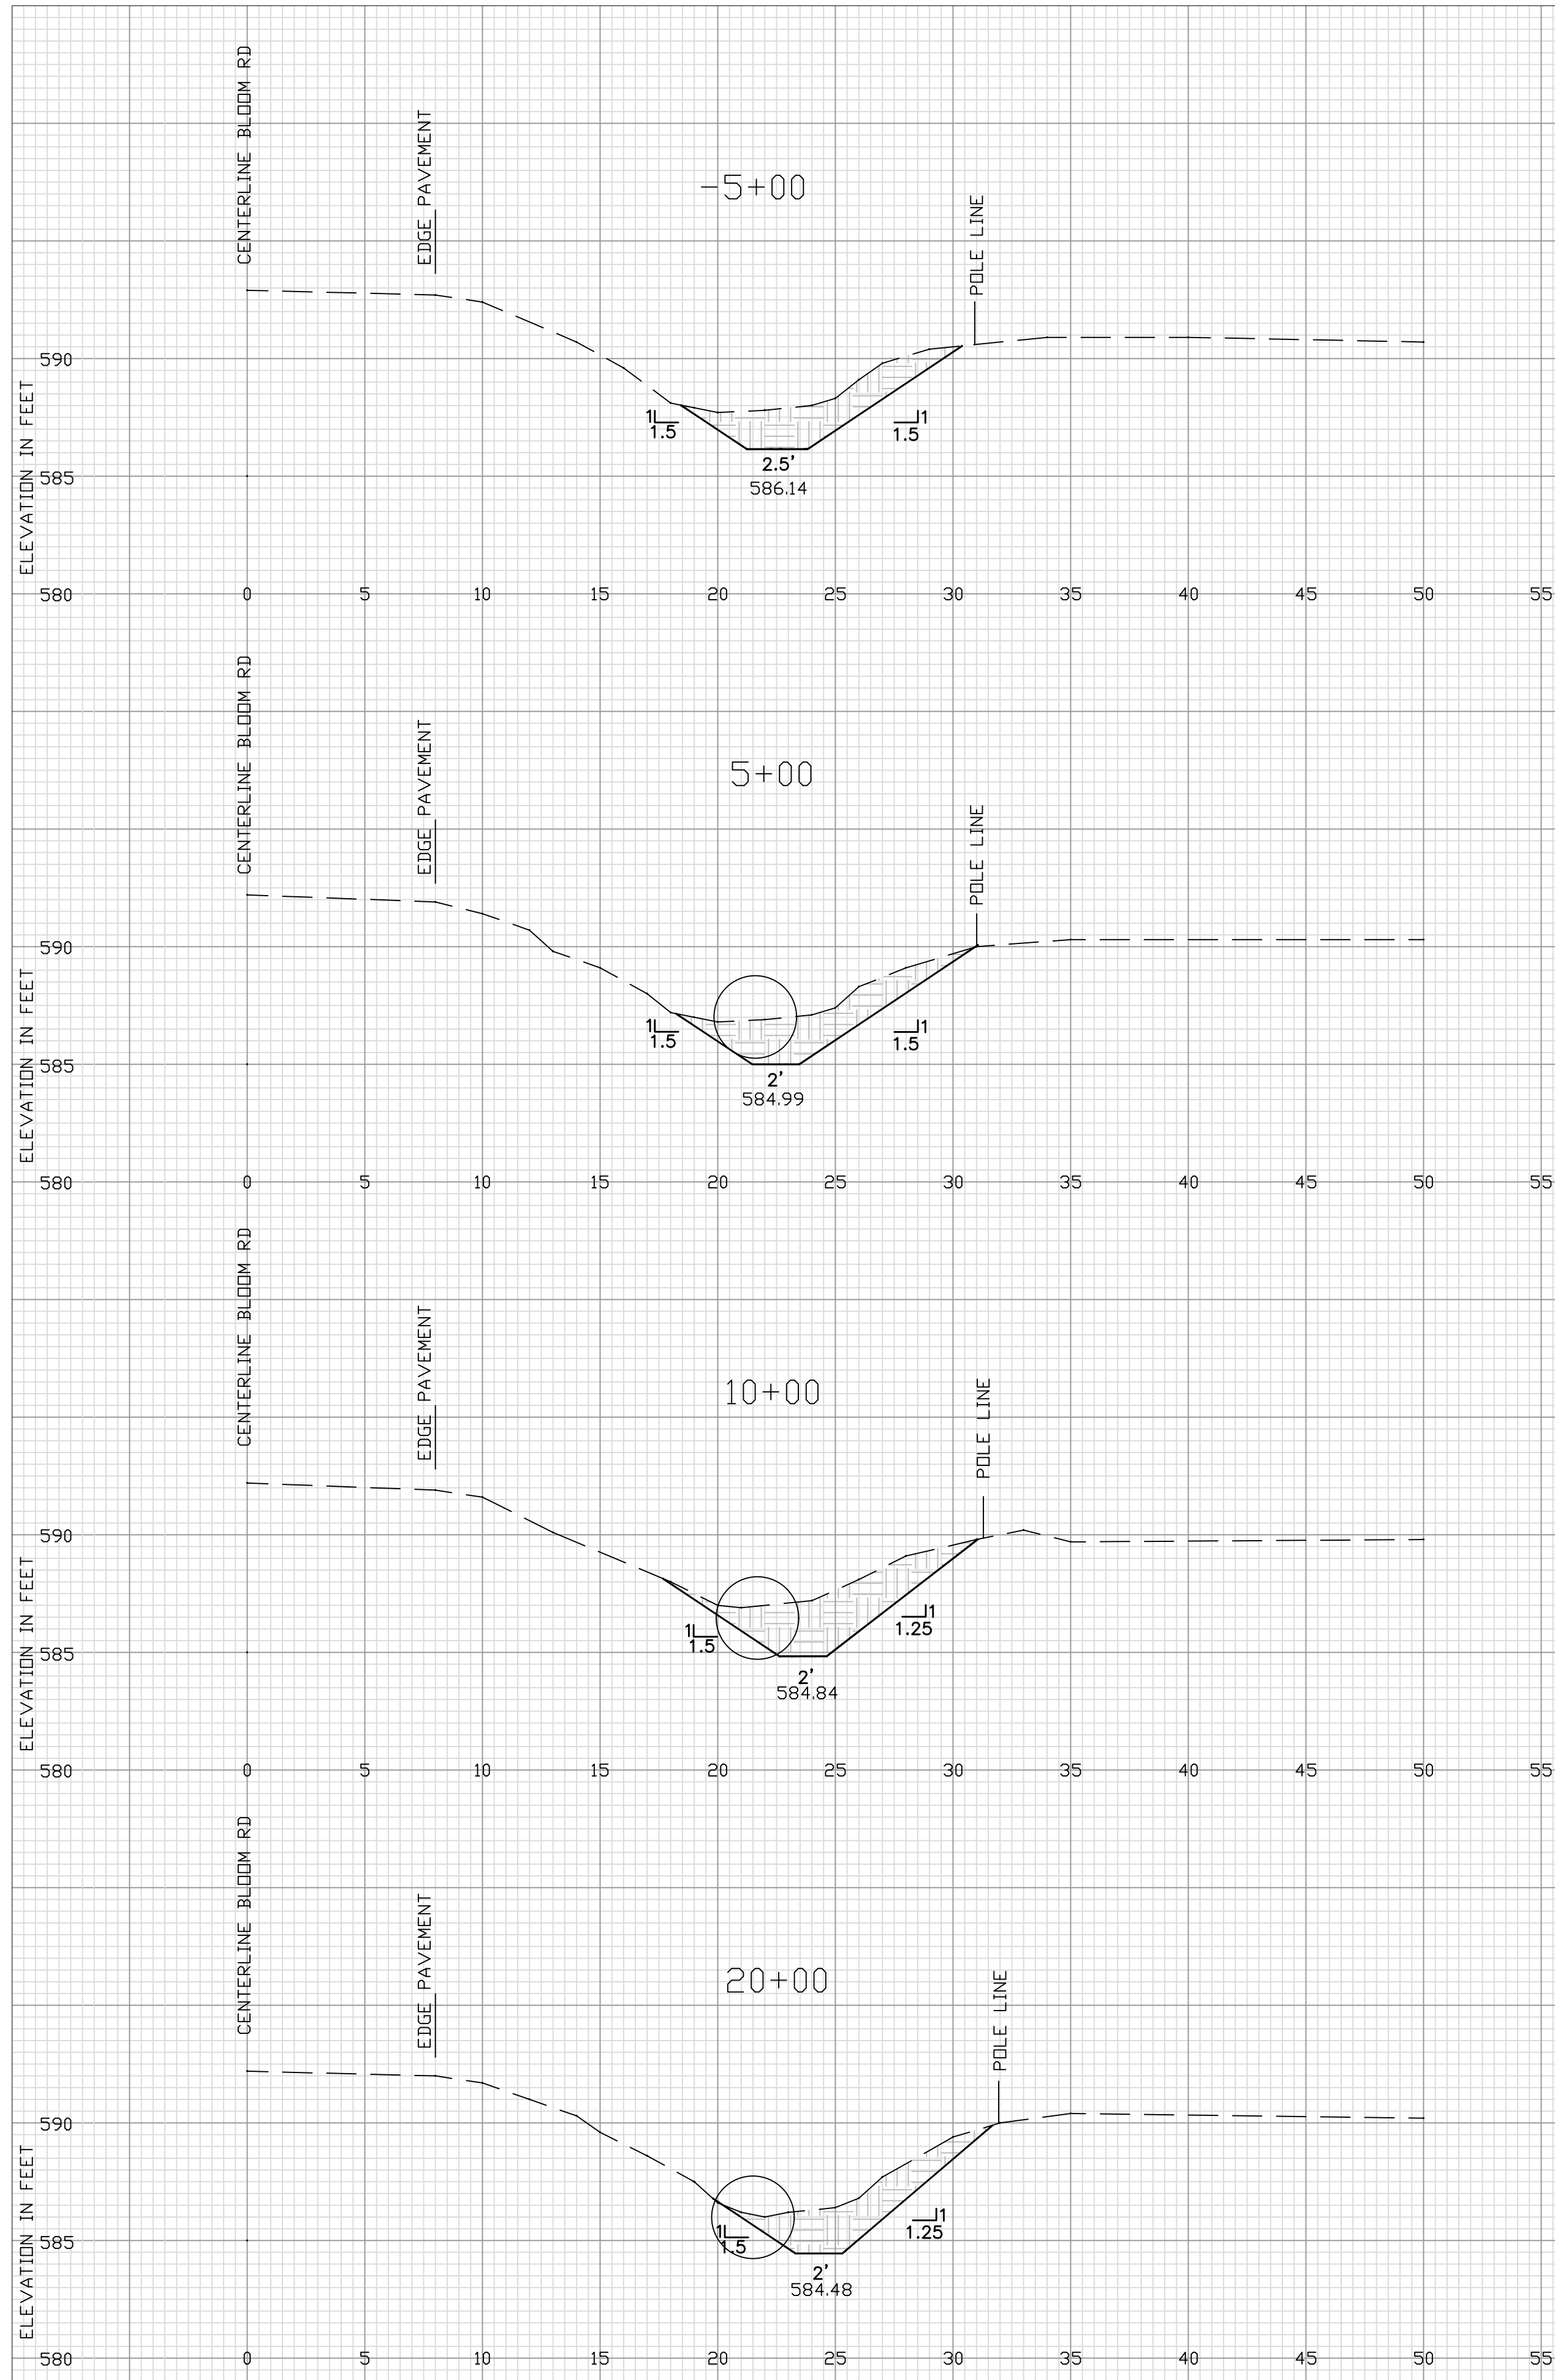 CENTERLINE BLOOM RD
EDGE PAVEMENT
-5+00
POLE LINE
ELEVATION IN FEET
590
585
580
1
1.5
1
1.5
2.5'
586.14
0 5 10 15 20 25 30 35 40 45 50 55
CENTERLINE BLOOM RD
EDGE PAVEMENT
5+00
POLE LINE
ELEVATION IN FEET
590
585
580
1
1.5
1
1.5
2'
584.99
0 5 10 15 20 25 30 35 40 45 50 55
CENTERLINE BLOOM RD
EDGE PAVEMENT
10+00
POLE LINE
ELEVATION IN FEET
590
585
580
1
1.5
1
1.25
2'
584.84
0 5 10 15 20 25 30 35 40 45 50 55
CENTERLINE BLOOM RD
EDGE PAVEMENT
20+00
POLE LINE
ELEVATION IN FEET
590
585
580
1
1.5
1
1.25
2'
584.48
0 5 10 15 20 25 30 35 40 45 50 55